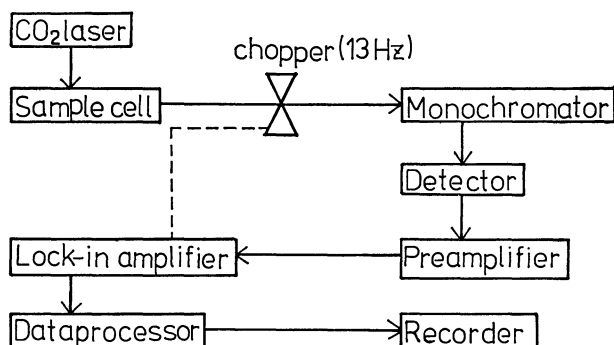 CO₂laser
chopper(13Hz)
Sample cell
Monochromator
Detector
Lock-in amplifier
Preamplifier
Dataprocessor
Recorder